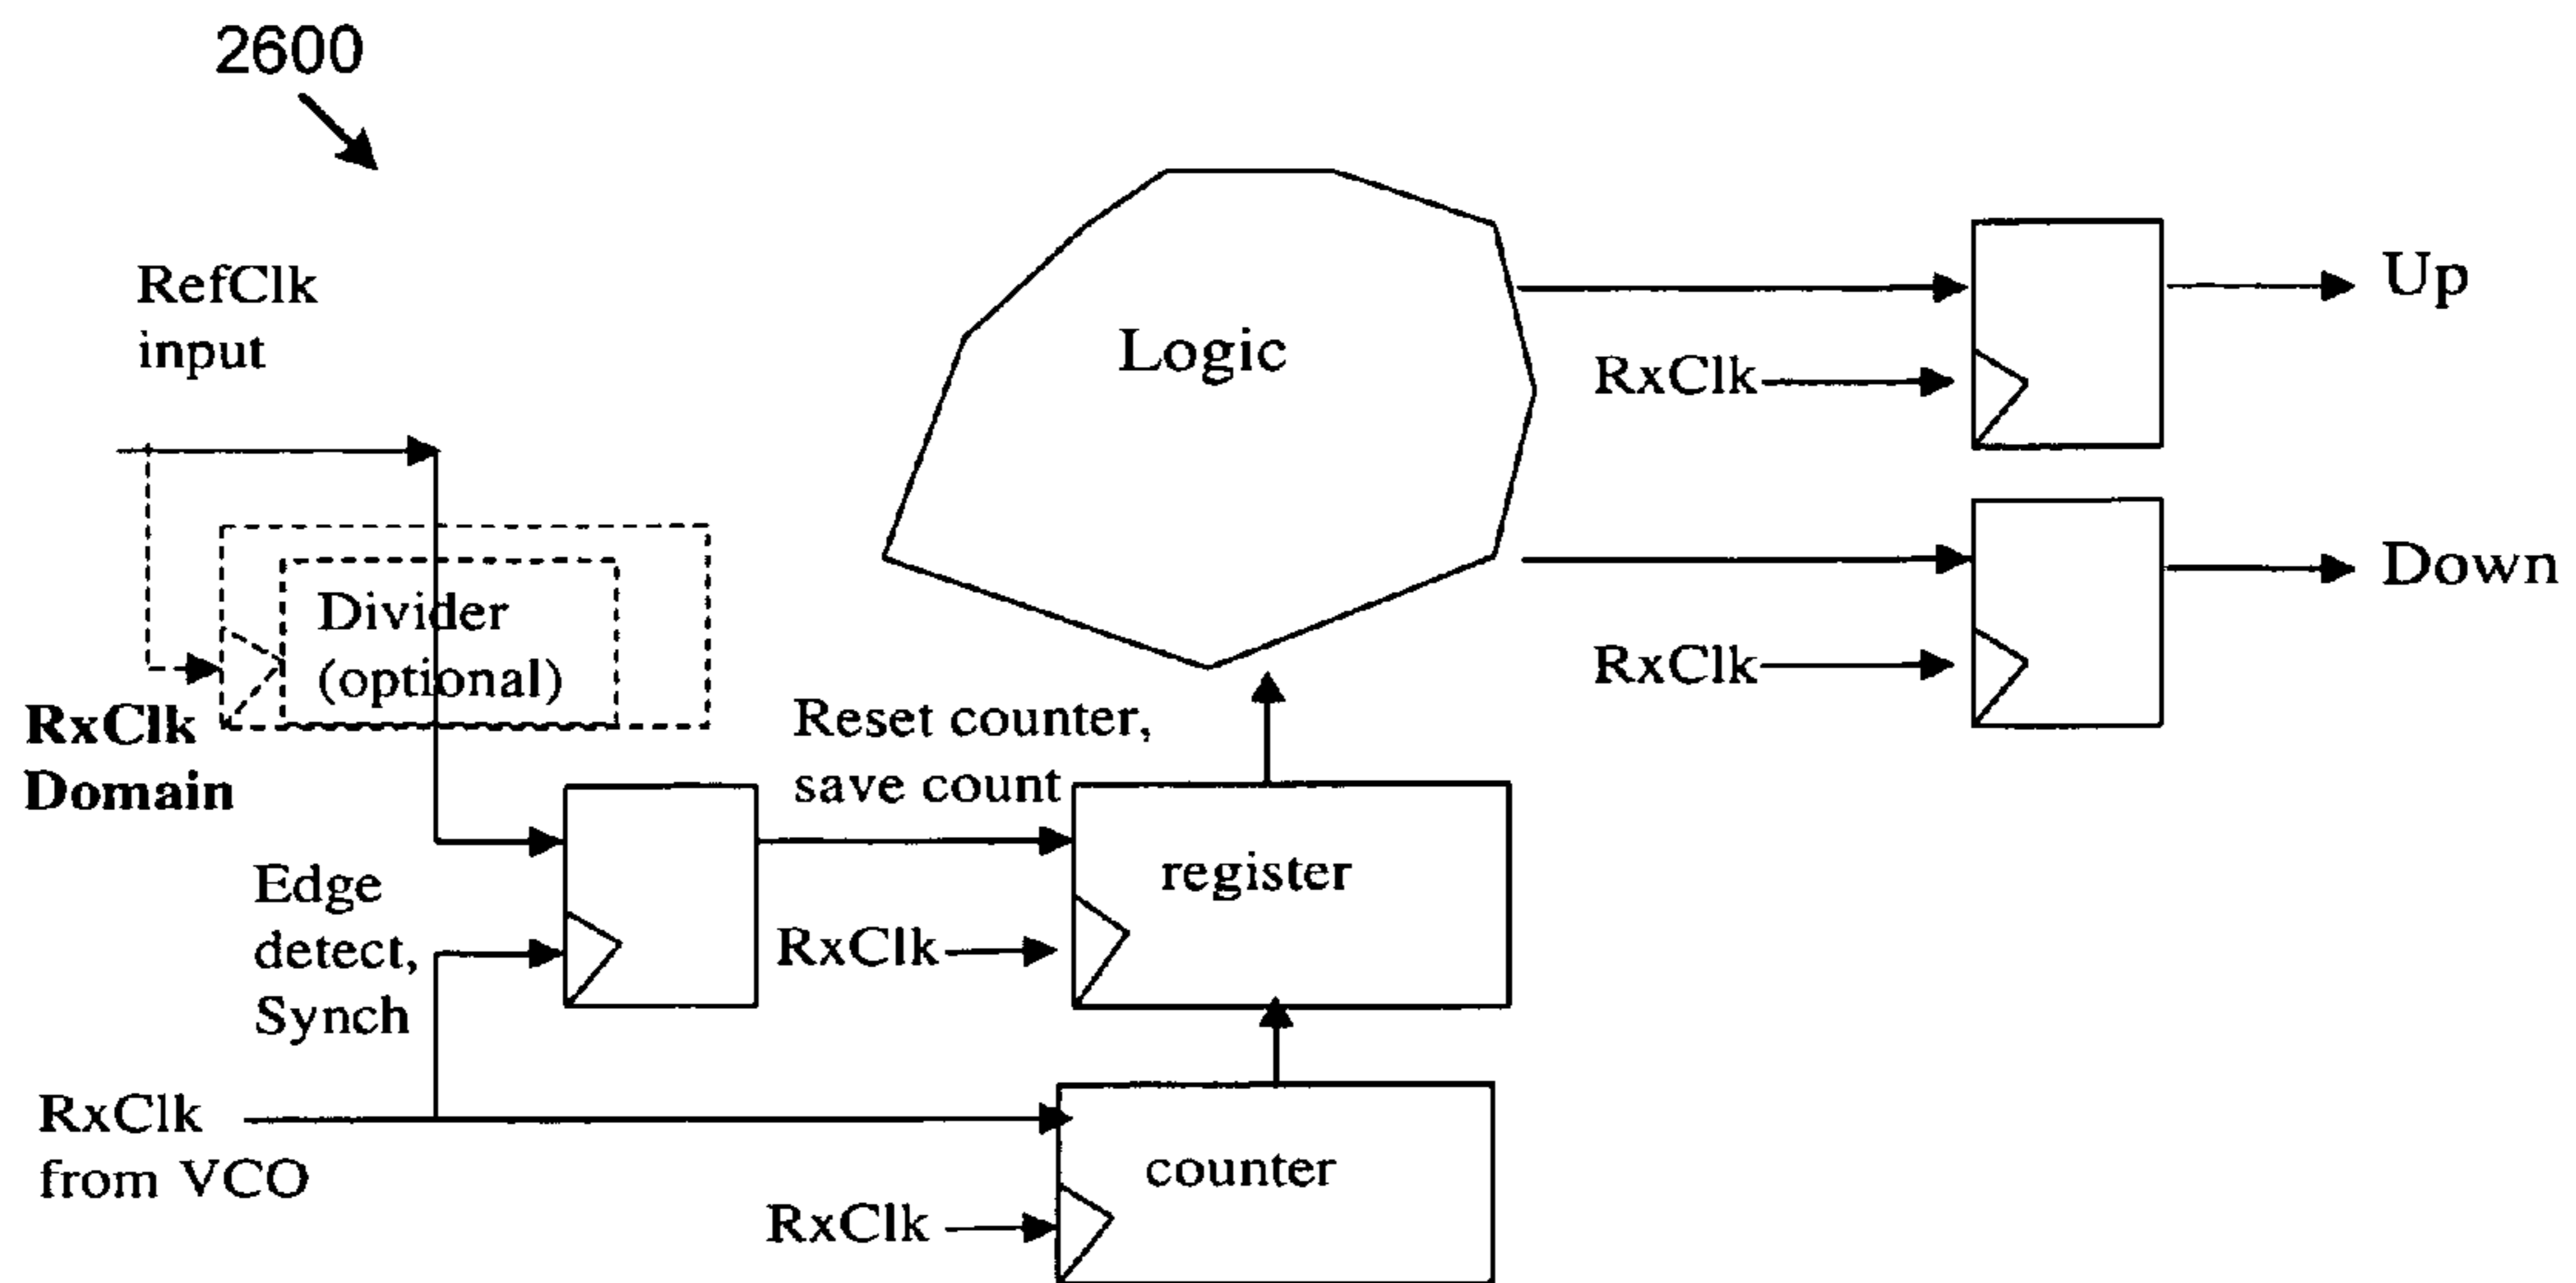 2600
RefClk
input
Logic
RxClk
Up
Divider
(optional)
RxClk
Domain
RxClk
Down
Reset counter,
save count
Edge
detect,
Synch
register
RxClk
RxClk
from VCO
counter
RxClk